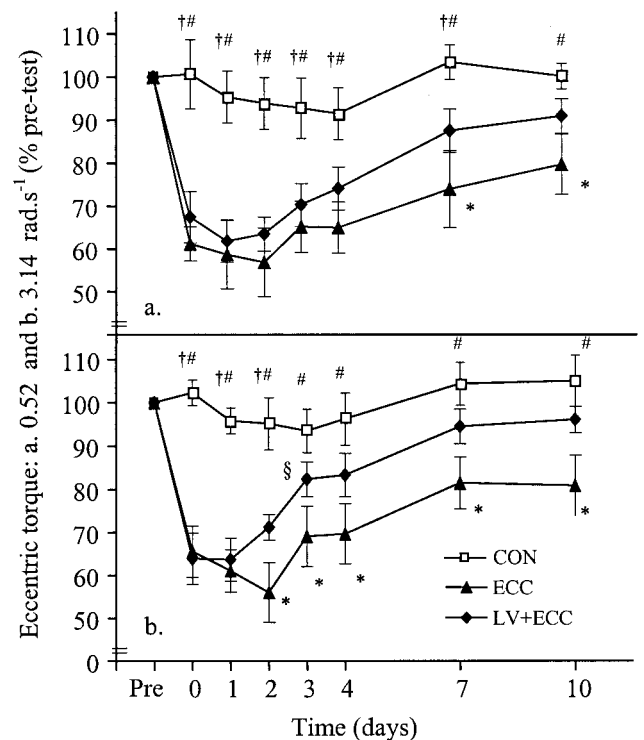 Eccentric torque: a. 0.52 and b. 3.14 rad.s⁻¹ (% pre-test)
110
100
90
80
70
60
50
†# †# †# †# †# †# #
* *
a.
110
100
90
80
70
60
50
0
†# †# †# # # # #
§
* * * * *
b.
CON
ECC
LV+ECC
Pre 0 1 2 3 4 7 10
Time (days)